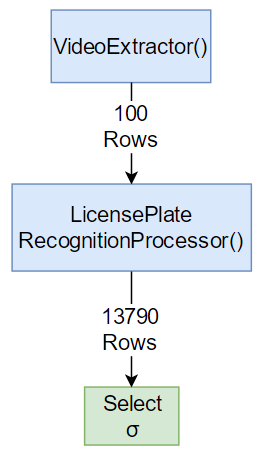 VideoExtractor()
100
Rows
LicensePlate
RecognitionProcessor()
13790
Rows
Select
σ